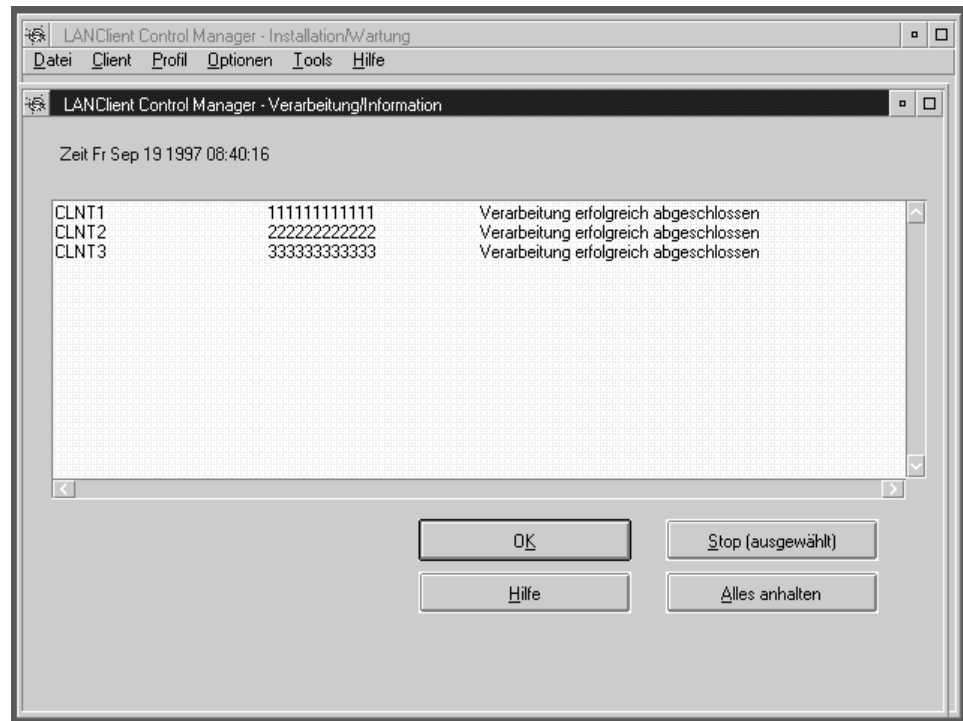 LANClient Control Manager - Installation/Wartung
Datei Client Profil Optionen Tools Hilfe
LANClient Control Manager - Verarbeitung/Information
Zeit Fr Sep 19 1997 08:40:16
CLNT1 111111111111 Verarbeitung erfolgreich abgeschlossen
CLNT2 222222222222 Verarbeitung erfolgreich abgeschlossen
CLNT3 333333333333 Verarbeitung erfolgreich abgeschlossen
OK Stop (ausgewählt)
Hilfe Alles anhalten